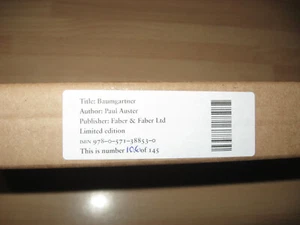 Title: Baumgartner
Author: Paul Auster
Publisher: Faber & Faber Ltd
Limited edition
ISBN 978-0-571-38853-0
This is number of 145